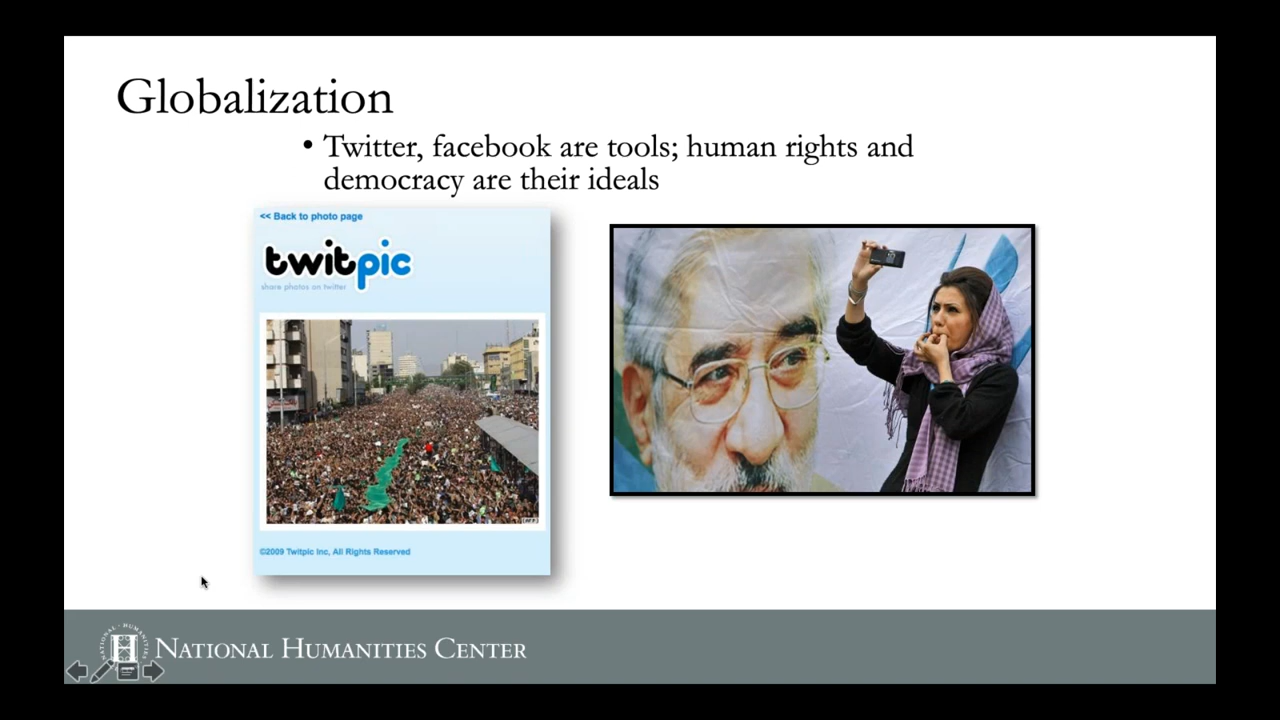 Globalization
• Twitter, facebook are tools; human rights and
democracy are their ideals
<< Back to photo page
twitpic
share photos on twitter
©2009 Twitpic Inc, All Rights Reserved
NATIONAL HUMANITIES CENTER